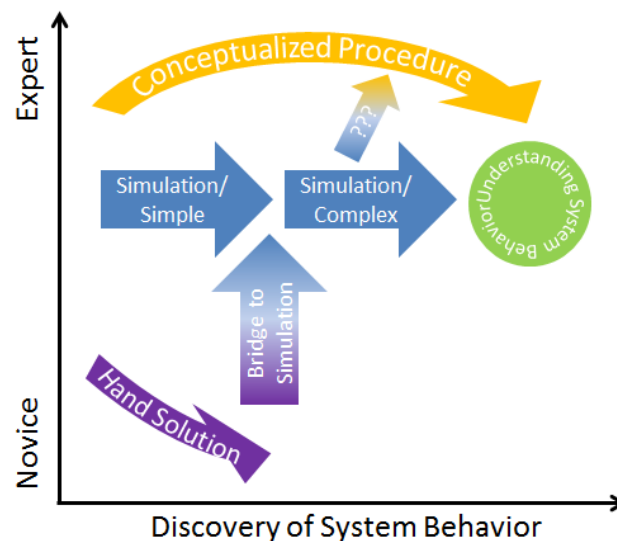 Expert
Novice
Conceptualized Procedure
???
Simulation/
Simple
Simulation/
Complex
Understanding System
Behavior
Bridge to
Simulation
Hand Solution
Discovery of System Behavior